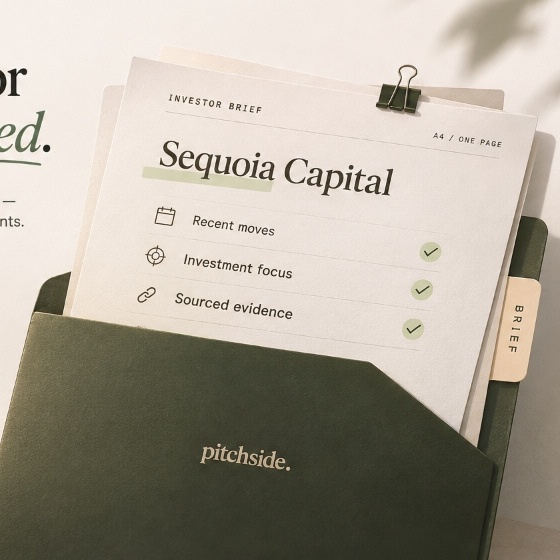 or
ed.
—
nts.
INVESTOR BRIEF
A4 / ONE PAGE
Sequoia Capital
Recent moves
Investment focus
Sourced evidence
BRIEF
pitchside.